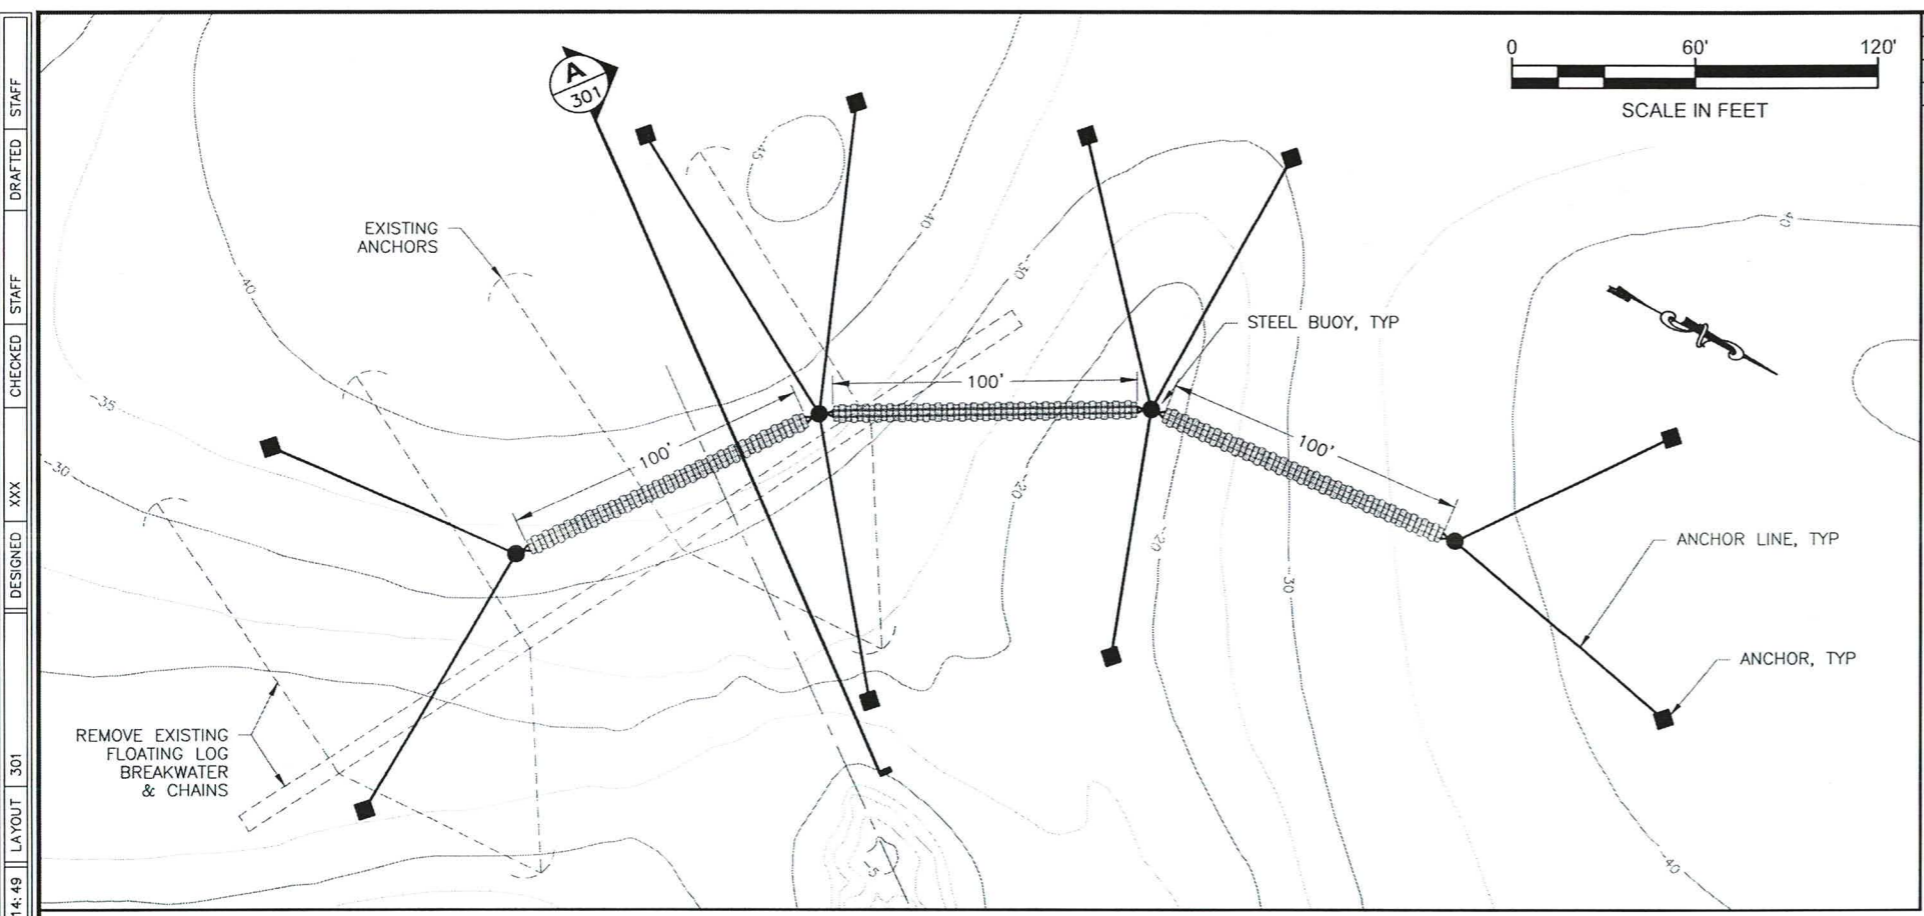 0 60' 120'
SCALE IN FEET
A
301
EXISTING
ANCHORS
45
40
40
40
-30
-35
-30
STEEL BUOY, TYP
100'
100'
100'
-20
-20
-30
ANCHOR LINE, TYP
ANCHOR, TYP
REMOVE EXISTING
FLOATING LOG
BREAKWATER
& CHAINS
-5
40
14:49 LAYOUT 301 DESIGNED XXX CHECKED STAFF DRAFTED STAFF